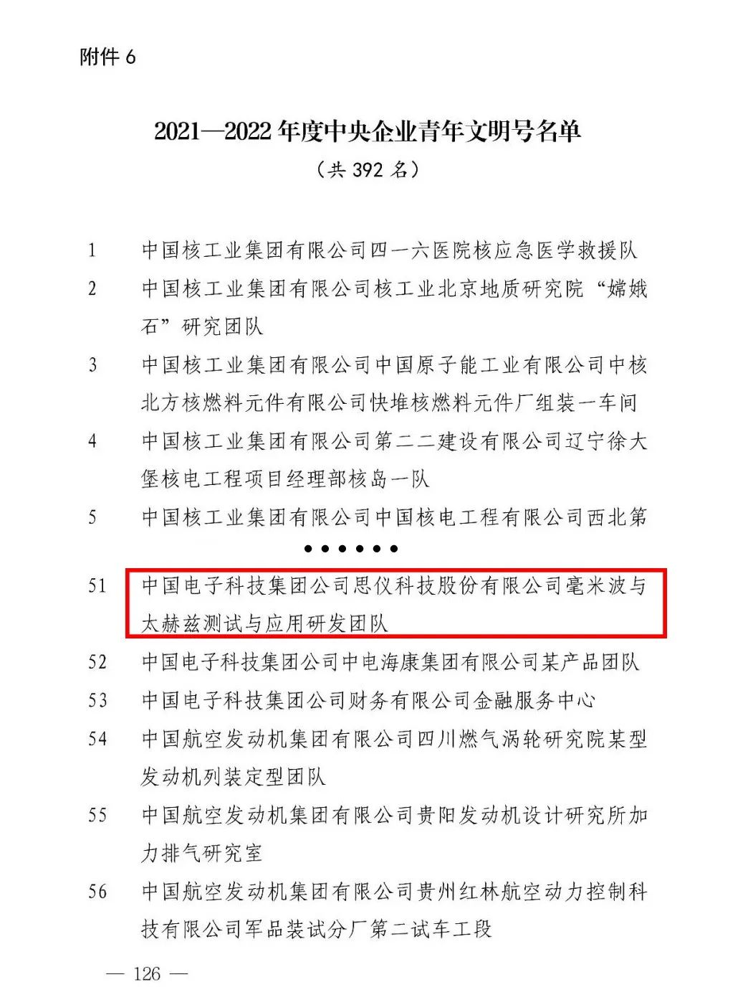 附件 6
2021—2022 年度中央企业青年文明号名单
（共 392 名）
1 中国核工业集团有限公司四一六医院核应急医学救援队
2 中国核工业集团有限公司核工业北京地质研究院“嫦娥
石”研究团队
3 中国核工业集团有限公司中国原子能工业有限公司中核
北方核燃料元件有限公司快堆核燃料元件厂组装一车间
4 中国核工业集团有限公司第二二建设有限公司辽宁徐大
堡核电工程项目经理部核岛一队
5 中国核工业集团有限公司中国核电工程有限公司西北第
••••••
51 中国电子科技集团公司思仪科技股份有限公司毫米波与
太赫兹测试与应用研发团队
52 中国电子科技集团公司中电海康集团有限公司某产品团队
53 中国电子科技集团公司财务有限公司金融服务中心
54 中国航空发动机集团有限公司四川燃气涡轮研究院某型
发动机列装定型团队
55 中国航空发动机集团有限公司贵阳发动机设计研究所加
力排气研究室
56 中国航空发动机集团有限公司贵州红林航空动力控制科
技有限公司军品装试分厂第二试车工段
— 126 —